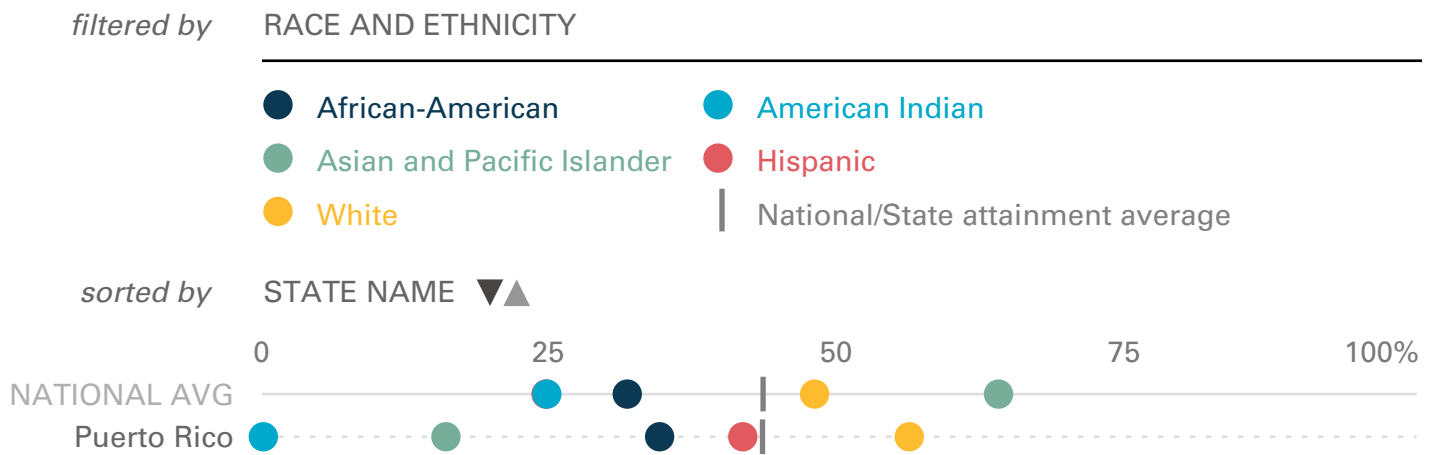 filtered by RACE AND ETHNICITY
African-American American Indian
Asian and Pacific Islander Hispanic
White National/State attainment average
sorted by STATE NAME
0 25 50 75 100%
NATIONAL AVG
Puerto Rico